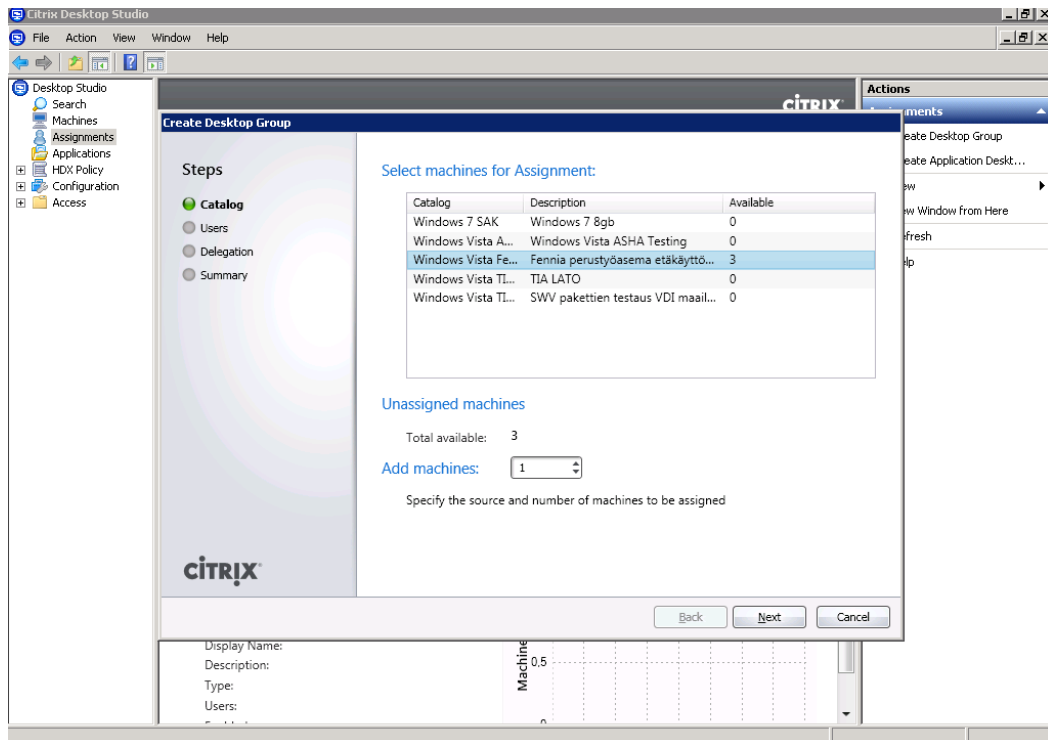 Citrix Desktop Studio
File Action View Window Help
Desktop Studio
Search
Machines
Assignments
Applications
HDX Policy
Configuration
Access
CITRIX
Actions
Create Desktop Group
Steps
Catalog
Users
Delegation
Summary
CITRIX
Select machines for Assignment:
Catalog Description Available
Windows 7 SAK Windows 7 8gb 0
Windows Vista A... Windows Vista ASHA Testing 0
Windows Vista Fe... Fennia perustyöasema etäkäyttö... 3
Windows Vista TI... TIA LATO 0
Windows Vista TI... SWV pakettien testaus VDI maail... 0
Unassigned machines
Total available: 3
Add machines: 1
Specify the source and number of machines to be assigned
Back Next Cancel
ments
eate Desktop Group
eate Application Deskt...
ew
ew Window from Here
efresh
elp
Display Name:
Description:
Type:
Users:
Machine
0,5
0